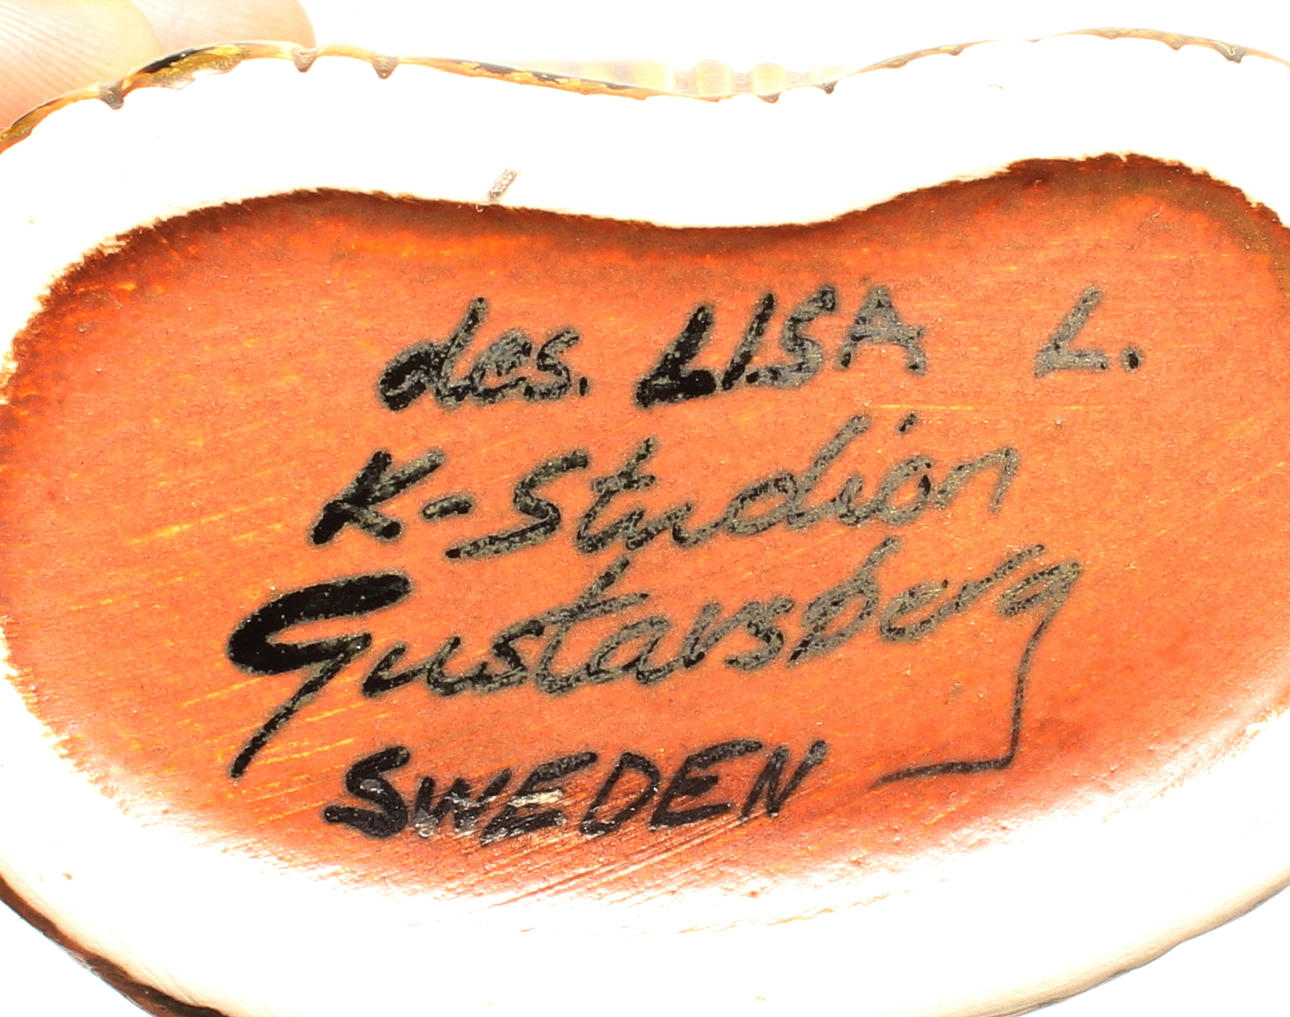 des. LISA L.
K-Studion
Gustavsberg
SWEDEN